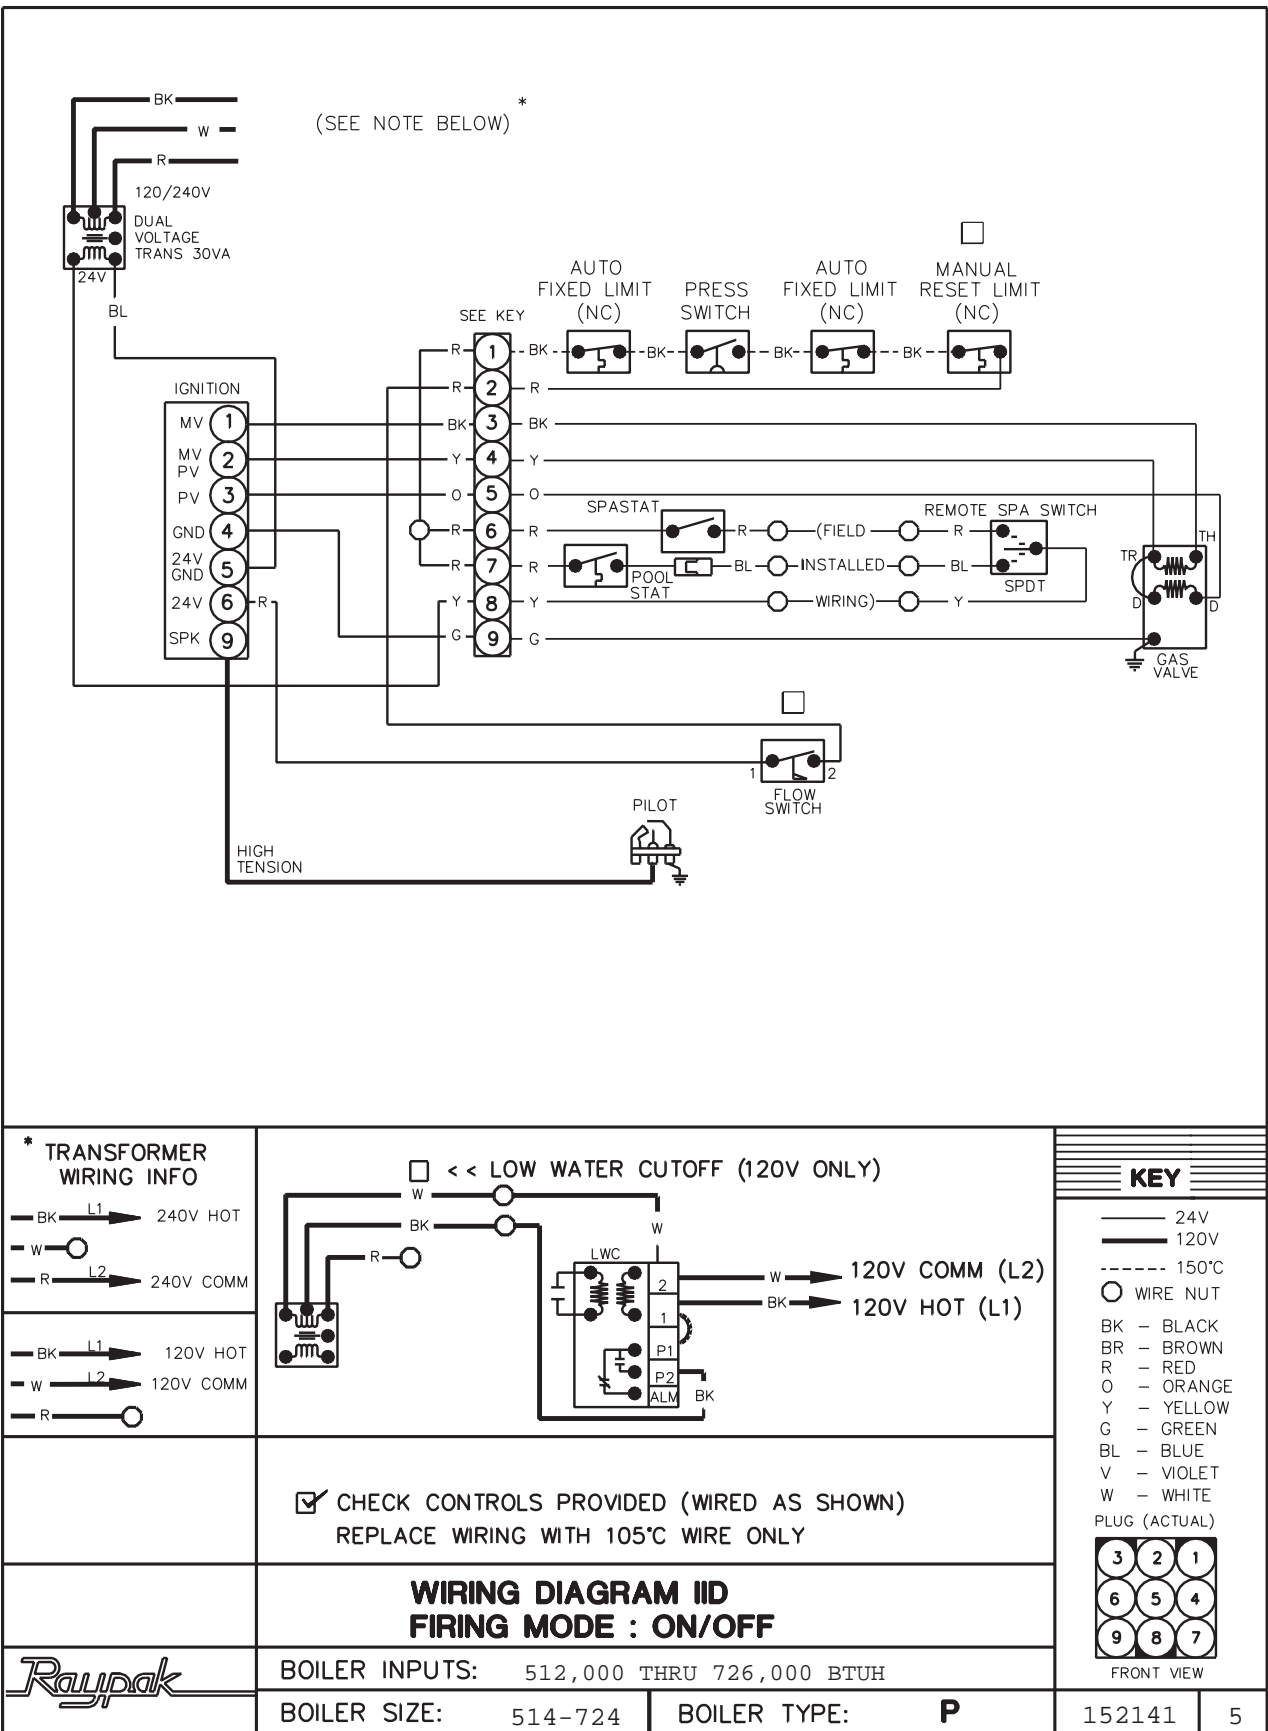 BK
W
R
*
(SEE NOTE BELOW)
120/240V
DUAL
VOLTAGE
TRANS 30VA
24V
BL
AUTO
FIXED LIMIT
(NC)
PRESS
SWITCH
AUTO
FIXED LIMIT
(NC)
MANUAL
RESET LIMIT
(NC)
SEE KEY
R 1 BK BK BK BK
R 2 R
IGNITION
MV 1 BK 3 BK
MV
PV 2 Y 4 Y
PV 3 O 5 O
SPASTAT
REMOTE SPA SWITCH
GND 4 R 6 R R (FIELD R
TH
TR
24V
GND 5 R 7 R BL INSTALLED BL
POOL
STAT
SPDT
24V 6 R Y 8 Y WIRING) Y
D D
SPK 9 G 9 G
GAS
VALVE
1 2
FLOW
SWITCH
PILOT
HIGH
TENSION
* TRANSFORMER
WIRING INFO
BK L1 240V HOT
W
R L2 240V COMM
BK L1 120V HOT
W L2 120V COMM
R
<< LOW WATER CUTOFF (120V ONLY)
W
BK
W
R
LWC
2
W 120V COMM (L2)
1
BK 120V HOT (L1)
P1
P2
ALM
BK
CHECK CONTROLS PROVIDED (WIRED AS SHOWN)
REPLACE WIRING WITH 105°C WIRE ONLY
WIRING DIAGRAM IID
FIRING MODE : ON/OFF
KEY
24V
120V
150°C
WIRE NUT
BK – BLACK
BR – BROWN
R – RED
O – ORANGE
Y – YELLOW
G – GREEN
BL – BLUE
V – VIOLET
W – WHITE
PLUG (ACTUAL)
3 2 1
6 5 4
9 8 7
FRONT VIEW
Raypak
BOILER INPUTS: 512,000 THRU 726,000 BTUH
BOILER SIZE: 514-724
BOILER TYPE: P
152141 5